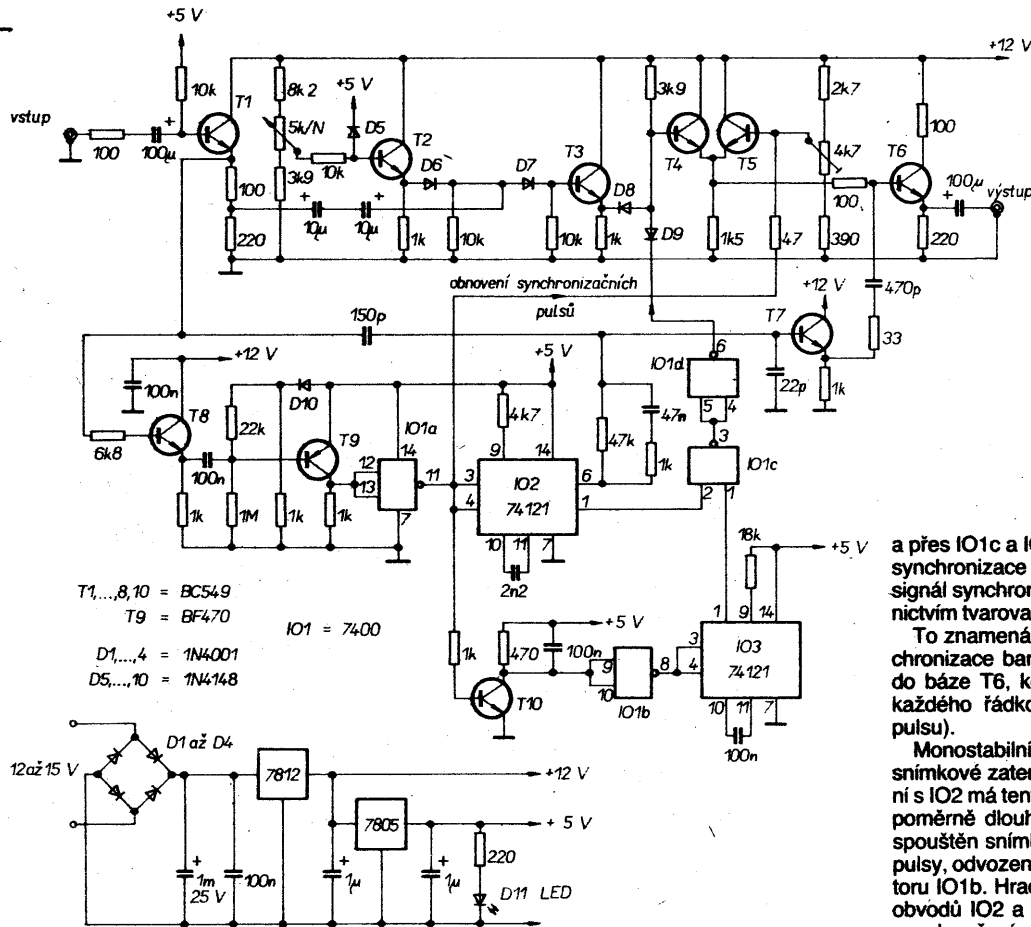 +5 V
+12 V
10k
T1
8k2
+5 V
3k9
2k7
vstup
5k/N
D5
T2
T3
T4
T5
100
4k7
T6
100
100µ
+
10k
D6
D7
D8
100
100µ
+
výstup
100
3k9
D9
220
+
10µ
+
10µ
1k
10k
10k
1k
1k5
47
390
220
obnovení synchronizačních
pulsů
+12 V
470p
150p
T7
33
+12 V
+5 V
6
IO1d
5
4
22p
1k
100n
D10
T8
22k
T9
IO1a
4k7
47n
47k
1k
3
IO1c
2
1
6k8
100n
14
12
13
11
7
9
14
3
IO2
6
4
74121
1
10
11
7
2n2
1k
1M
1k
1k
18k
+5 V
T1,...,8,10 = BC549
T9 = BF470
IO1 = 7400
D1,...,4 = 1N4001
D5,...,10 = 1N4148
1k
470
+5 V
100n
T10
9
10
8
IO1b
1
9
14
3
IO3
4
74121
10
11
7
100n
12 až 15 V
D1 až D4
7812
+12 V
7805
+5 V
+
1m
25 V
100n
+
1µ
+
1µ
220
D11 LED
a přes IO1c a I
synchronizace
signál synchron
nictvím tvarova
To znamená
chronizace bar
do báze T6, k
každého řádko
pulsu).
Monostabilní
snímkové zaten
ní s IO2 má ten
poměrně dlouh
spouštěn sním
pulsy, odvozen
toru IO1b. Hrad
obvodů IO2 a